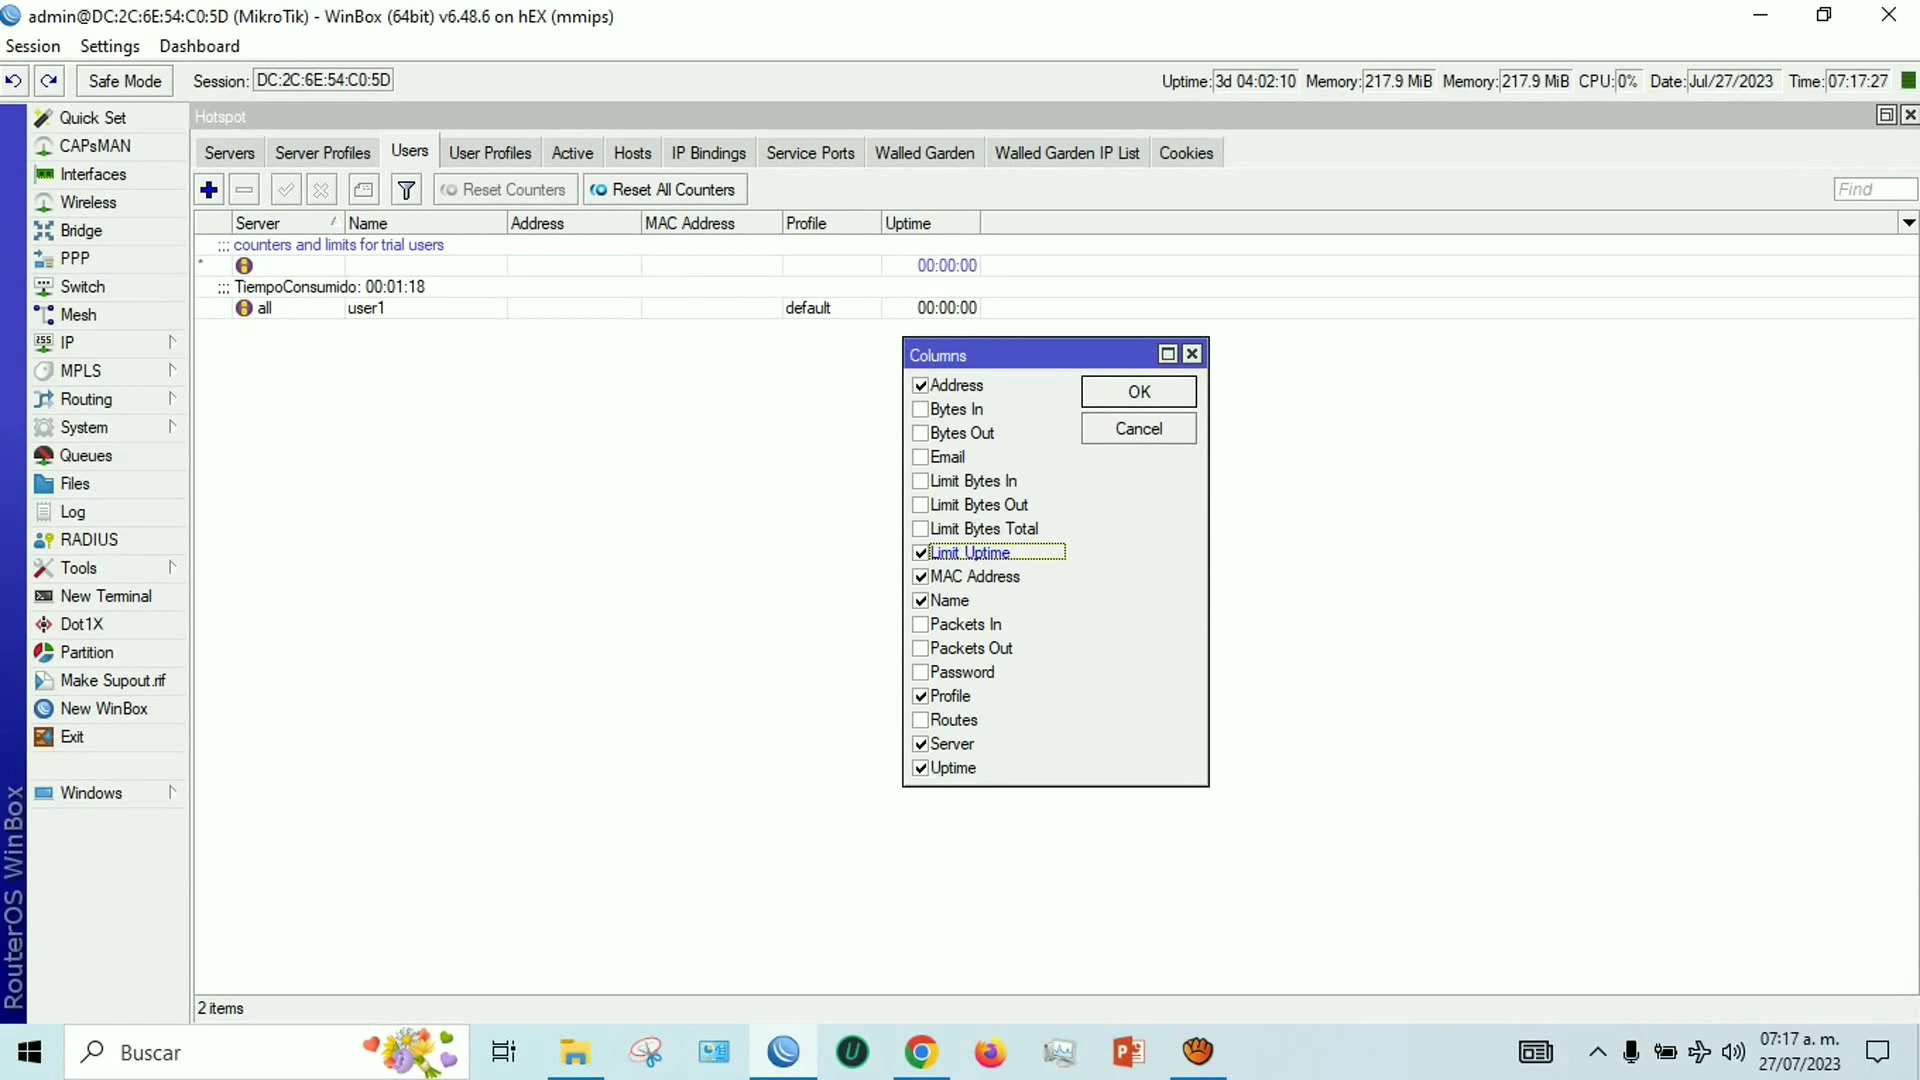 admin@DC:2C:6E:54:C0:5D (MikroTik) - WinBox (64bit) v6.48.6 on hEX (mmips)
Session Settings Dashboard
Safe Mode Session: DC:2C:6E:54:C0:5D Uptime: 3d 04:02:10 Memory: 217.9 MiB Memory: 217.9 MiB CPU: 0% Date: Jul/27/2023 Time: 07:17:27
Quick Set
CAPsMAN
Interfaces
Wireless
Bridge
PPP
Switch
Mesh
IP
MPLS
Routing
System
Queues
Files
Log
RADIUS
Tools
New Terminal
Dot1X
Partition
Make Supout.rif
New WinBox
Exit
Windows
RouterOS WinBox
Hotspot
Servers Server Profiles Users User Profiles Active Hosts IP Bindings Service Ports Walled Garden Walled Garden IP List Cookies
Reset Counters Reset All Counters Find
Server / Name Address MAC Address Profile Uptime
;;; counters and limits for trial users
* 00:00:00
;;; TiempoConsumido: 00:01:18
all user1 default 00:00:00
Columns
Address
Bytes In
Bytes Out
Email
Limit Bytes In
Limit Bytes Out
Limit Bytes Total
Limit Uptime
MAC Address
Name
Packets In
Packets Out
Password
Profile
Routes
Server
Uptime
OK
Cancel
2 items
Buscar
07:17 a. m.
27/07/2023